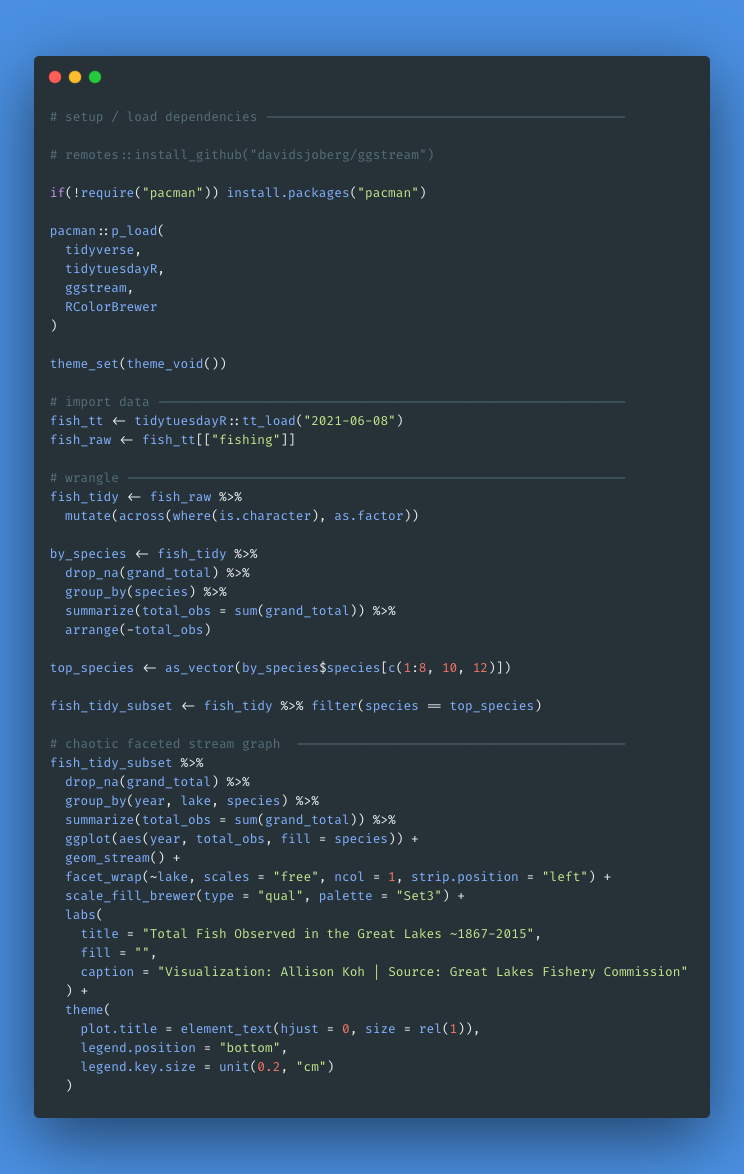 # setup / load dependencies ───────────────────────────────────────────────
# remotes::install_github("davidsjoberg/ggstream")
if(!require("pacman")) install.packages("pacman")
pacman::p_load(
  tidyverse,
  tidytuesdayR,
  ggstream,
  RColorBrewer
)
theme_set(theme_void())
# import data ─────────────────────────────────────────────────────────────
fish_tt <- tidytuesdayR::tt_load("2021-06-08")
fish_raw <- fish_tt[["fishing"]]
# wrangle ─────────────────────────────────────────────────────────────────
fish_tidy <- fish_raw %>%
  mutate(across(where(is.character), as.factor))
by_species <- fish_tidy %>%
  drop_na(grand_total) %>%
  group_by(species) %>%
  summarize(total_obs = sum(grand_total)) %>%
  arrange(-total_obs)
top_species <- as_vector(by_species$species[c(1:8, 10, 12)])
fish_tidy_subset <- fish_tidy %>% filter(species == top_species)
# chaotic faceted stream graph  ───────────────────────────────────────────
fish_tidy_subset %>%
  drop_na(grand_total) %>%
  group_by(year, lake, species) %>%
  summarize(total_obs = sum(grand_total)) %>%
  ggplot(aes(year, total_obs, fill = species)) +
  geom_stream() +
  facet_wrap(~lake, scales = "free", ncol = 1, strip.position = "left") +
  scale_fill_brewer(type = "qual", palette = "Set3") +
  labs(
    title = "Total Fish Observed in the Great Lakes ~1867-2015",
    fill = "",
    caption = "Visualization: Allison Koh | Source: Great Lakes Fishery Commission"
  ) +
  theme(
    plot.title = element_text(hjust = 0, size = rel(1)),
    legend.position = "bottom",
    legend.key.size = unit(0.2, "cm")
  )